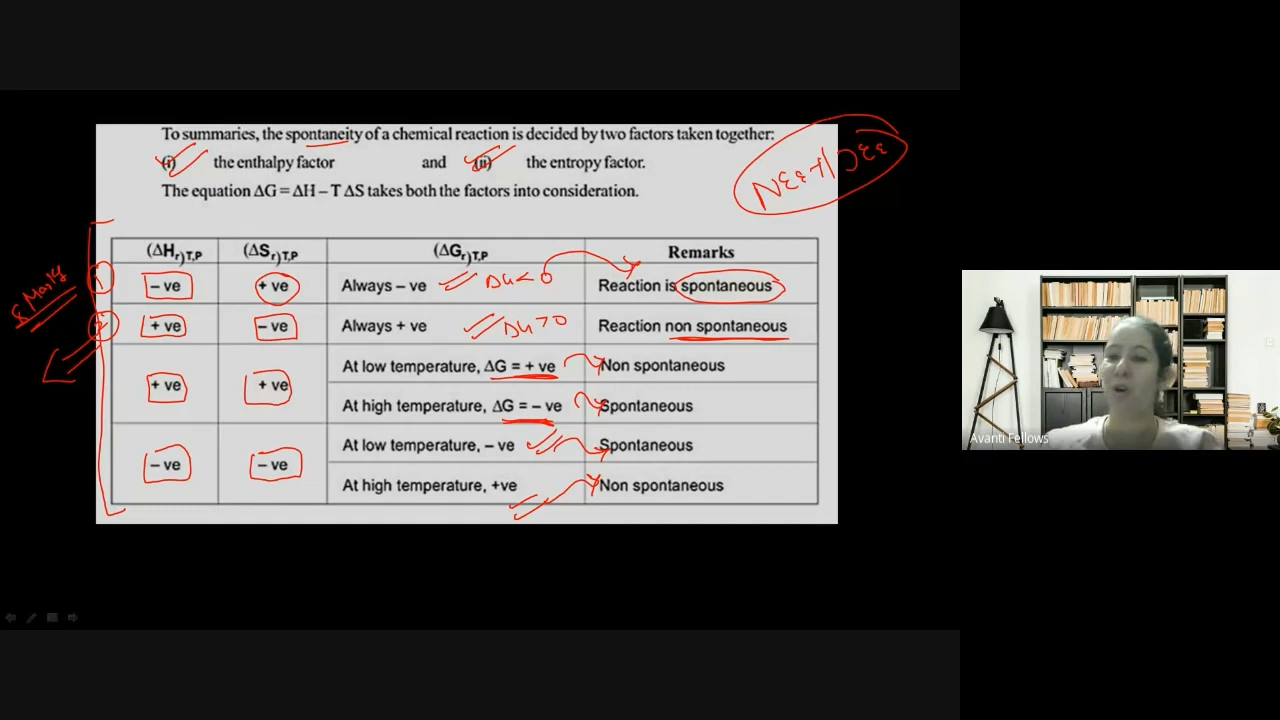 To summaries, the spontaneity of a chemical reaction is decided by two factors taken together:
(i) the enthalpy factor and (ii) the entropy factor.
The equation ΔG = ΔH – T ΔS takes both the factors into consideration.
NEET/JEE
(ΔHr)T,P (ΔSr)T,P (ΔGr)T,P Remarks
1 – ve + ve Always – ve ΔG < 0 Reaction is spontaneous
2 + ve – ve Always + ve ΔG > 0 Reaction non spontaneous
+ ve + ve At low temperature, ΔG = + ve Non spontaneous
At high temperature, ΔG = – ve Spontaneous
– ve – ve At low temperature, – ve Spontaneous
At high temperature, +ve Non spontaneous
Avanti Fellows